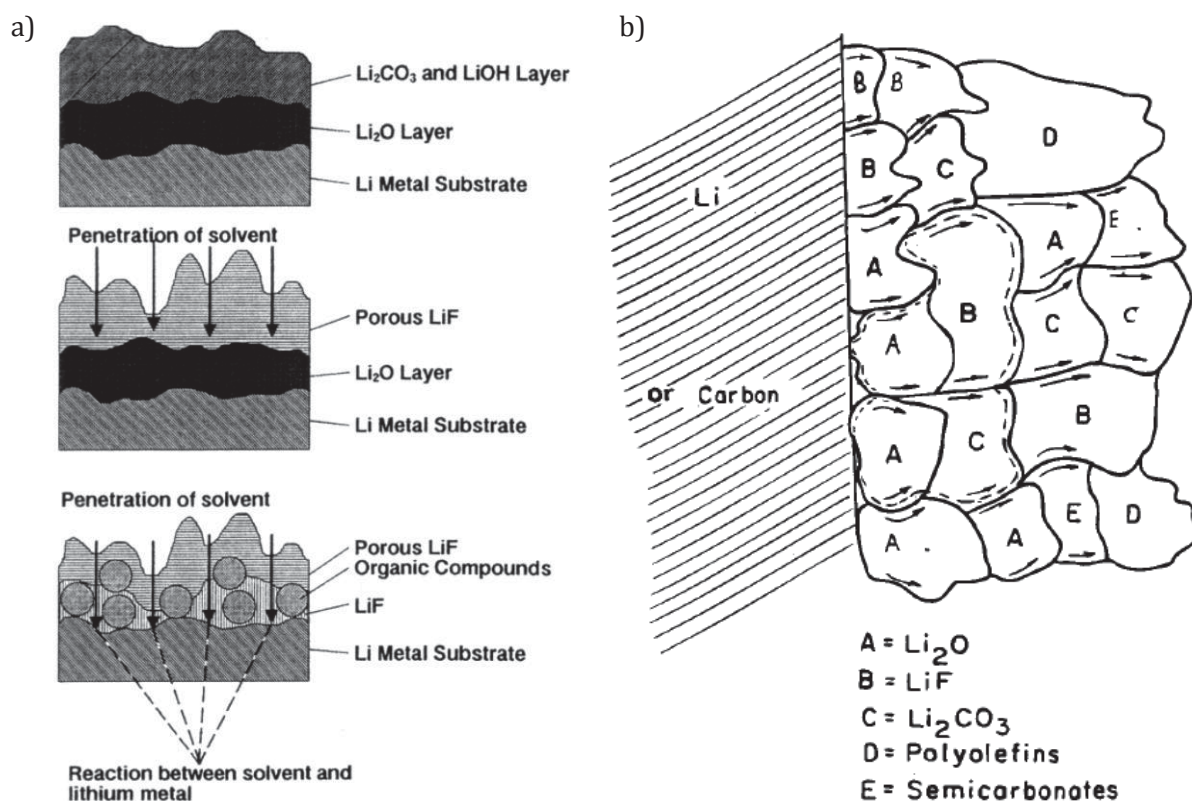 a)
Li₂CO₃ and LiOH Layer
Li₂O Layer
Li Metal Substrate
Penetration of solvent
Porous LiF
Li₂O Layer
Li Metal Substrate
Penetration of solvent
Porous LiF
Organic Compounds
LiF
Li Metal Substrate
Reaction between solvent and
lithium metal
b)
Li
or Carbon
B
B
D
B
C
A
E
A
B
C
C
A
B
A
C
E
D
A
A
A = Li₂O
B = LiF
C = Li₂CO₃
D = Polyolefins
E = Semicarbonates